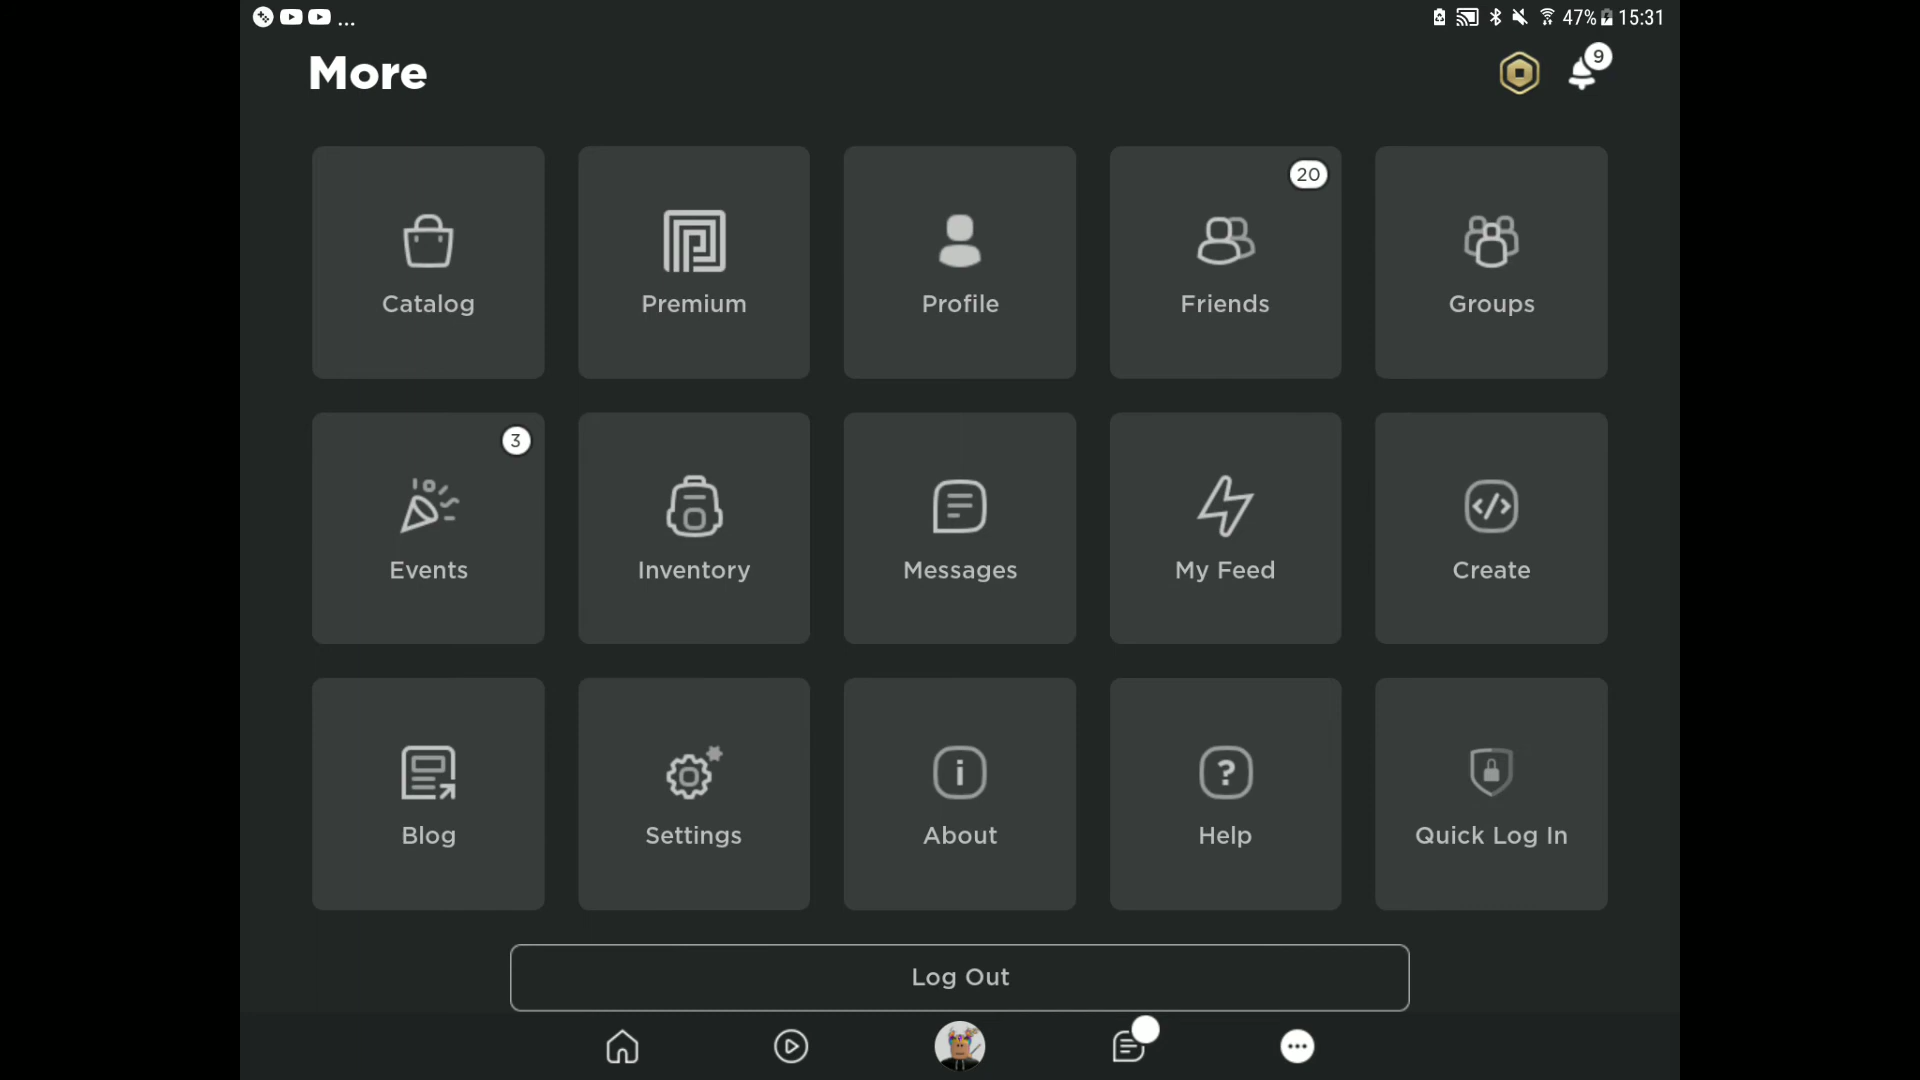 ... 47% 15:31
More 9
20
Catalog Premium Profile Friends Groups
3
Events Inventory Messages My Feed Create
Blog Settings About Help Quick Log In
Log Out